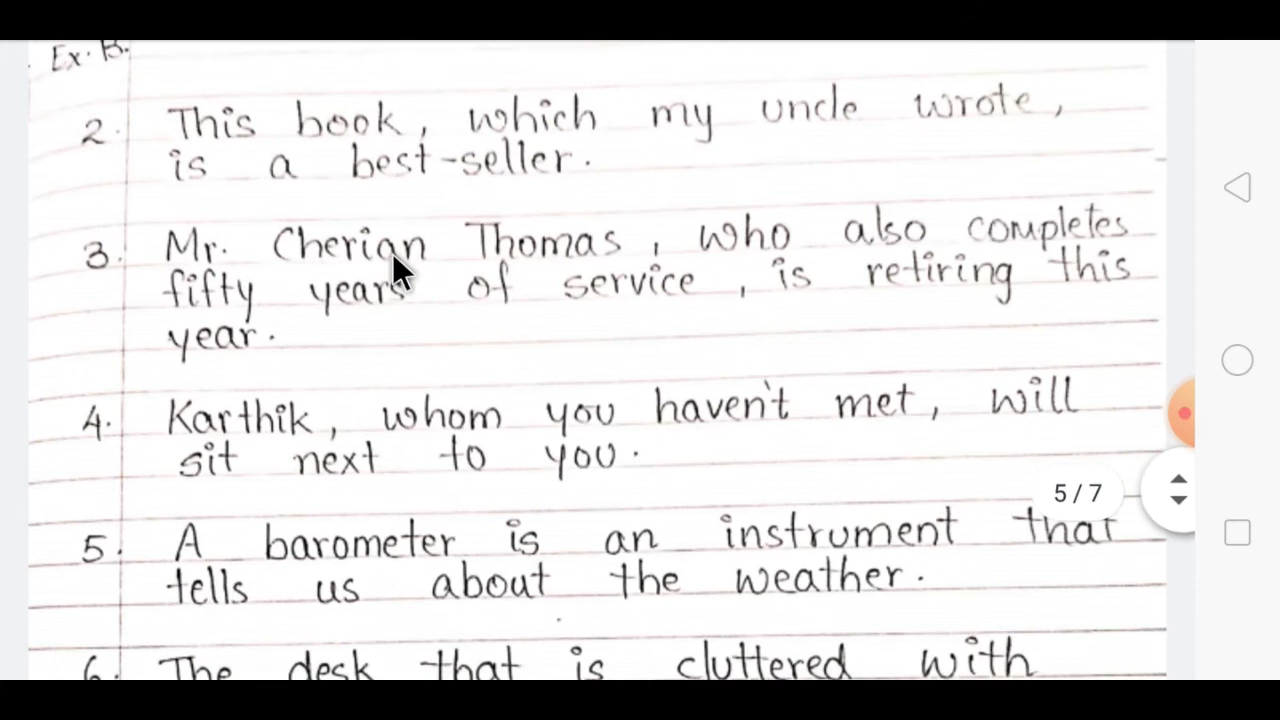 Ex. B.
2. This book, which my uncle wrote,
is a best-seller.
3. Mr. Cherian Thomas, who also completes
fifty years of service, is retiring this
year.
4. Karthik, whom you haven't met, will
sit next to you.
5/7
5. A barometer is an instrument that
tells us about the weather.
6. The desk that is cluttered with